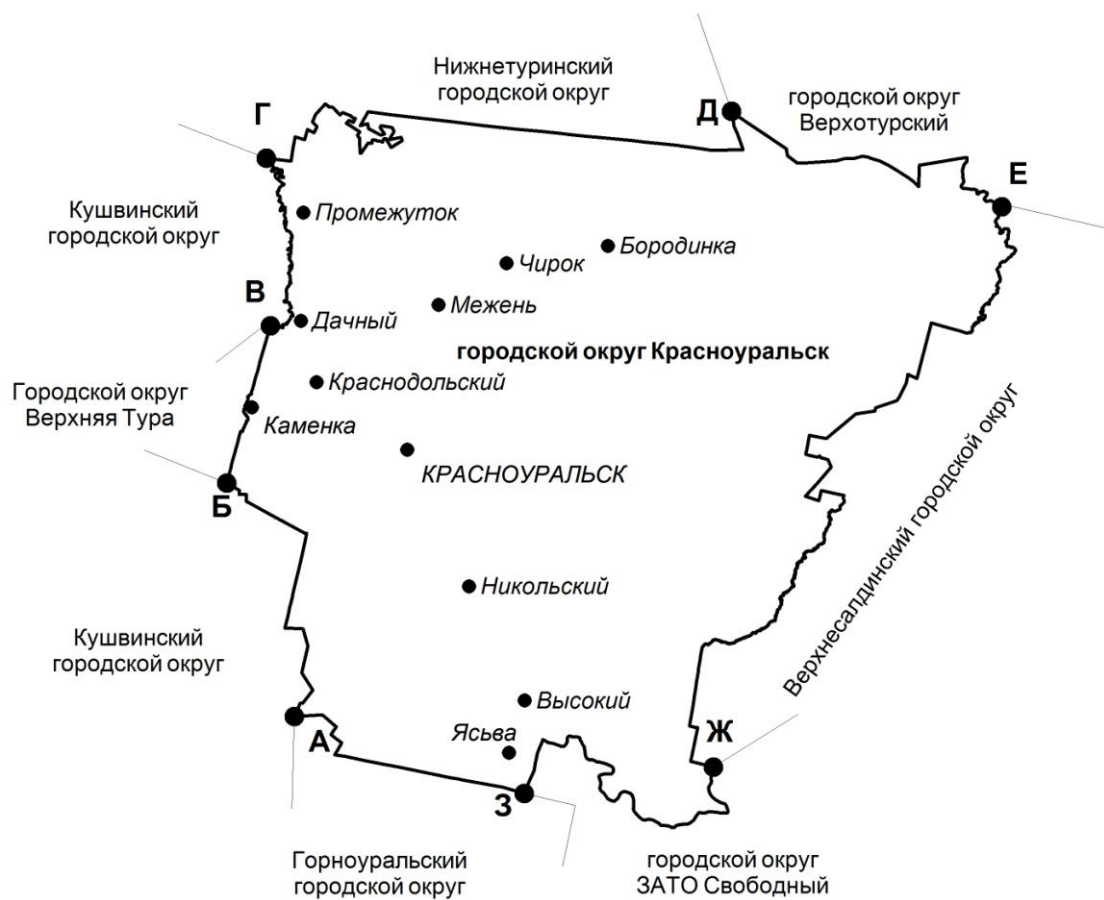 Нижнетуринский
городской округ
городской округ
Верхотурский
Д
Г
Е
Кушвинский
городской округ
Промежуток
Бородинка
Чирок
В
Межень
Дачный
городской округ Красноуральск
Городской округ
Верхняя Тура
Краснодольский
Каменка
КРАСНОУРАЛЬСК
Б
Верхнесалдинский городской округ
Никольский
Кушвинский
городской округ
Высокий
Ясьва
Ж
А
З
Горноуральский
городской округ
городской округ
ЗАТО Свободный